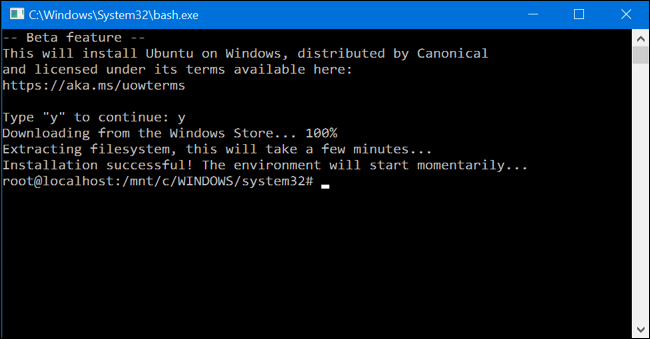 C:\Windows\System32\bash.exe
-- Beta feature --
This will install Ubuntu on Windows, distributed by Canonical
and licensed under its terms available here:
https://aka.ms/uowterms
Type "y" to continue: y
Downloading from the Windows Store... 100%
Extracting filesystem, this will take a few minutes...
Installation successful! The environment will start momentarily...
root@localhost:/mnt/c/WINDOWS/system32#